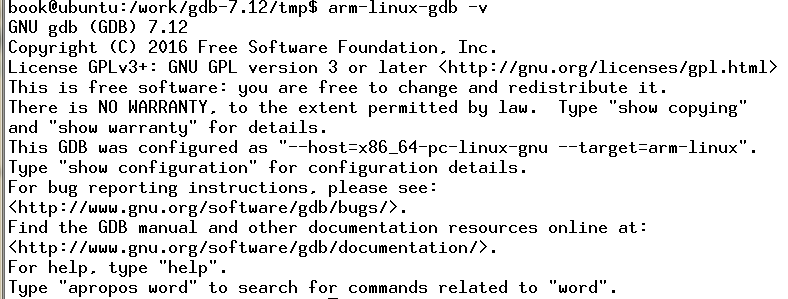 book@ubuntu:/work/gdb-7.12/tmp$ arm-linux-gdb -v
GNU gdb (GDB) 7.12
Copyright (C) 2016 Free Software Foundation, Inc.
License GPLv3+: GNU GPL version 3 or later <http://gnu.org/licenses/gpl.html>
This is free software: you are free to change and redistribute it.
There is NO WARRANTY, to the extent permitted by law.  Type "show copying"
and "show warranty" for details.
This GDB was configured as "--host=x86_64-pc-linux-gnu --target=arm-linux".
Type "show configuration" for configuration details.
For bug reporting instructions, please see:
<http://www.gnu.org/software/gdb/bugs/>.
Find the GDB manual and other documentation resources online at:
<http://www.gnu.org/software/gdb/documentation/>.
For help, type "help".
Type "apropos word" to search for commands related to "word".